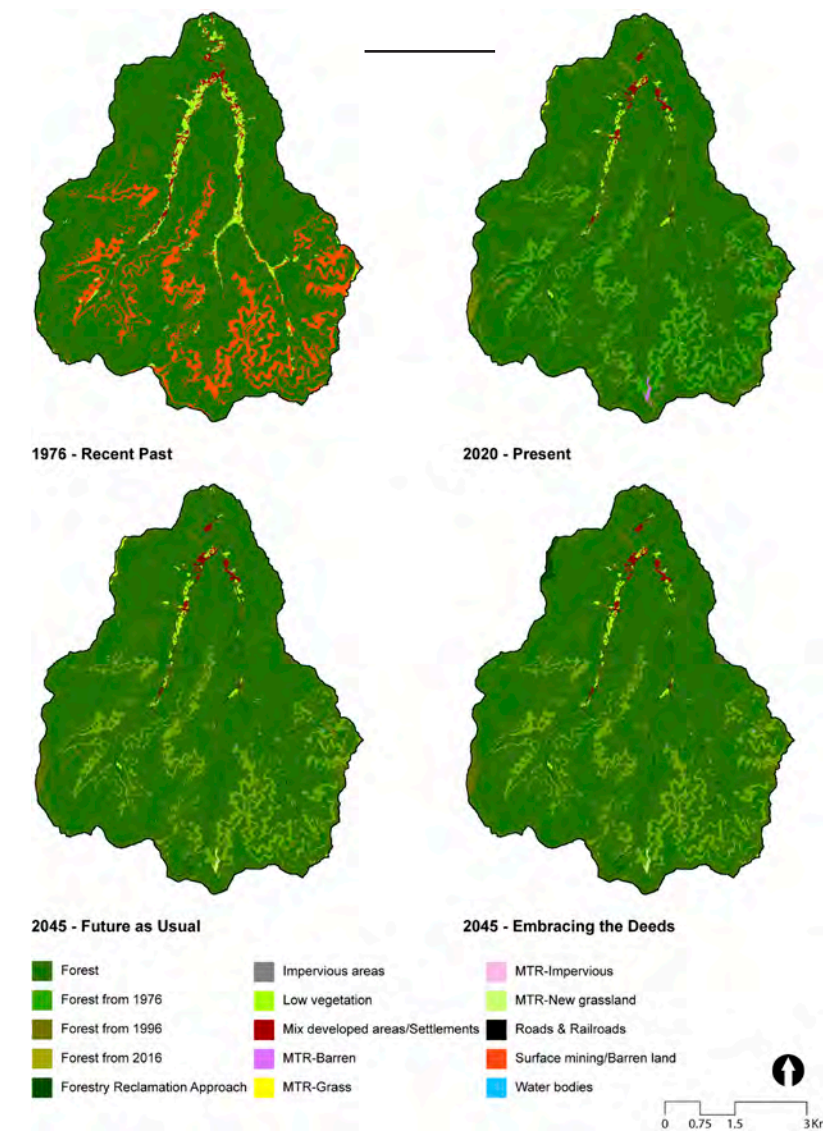 1976 - Recent Past
2020 - Present
2045 - Future as Usual
2045 - Embracing the Deeds
Forest
Impervious areas
MTR-Impervious
Forest from 1976
Low vegetation
MTR-New grassland
Forest from 1996
Mix developed areas/Settlements
Roads & Railroads
Forest from 2016
MTR-Barren
Surface mining/Barren land
Forestry Reclamation Approach
MTR-Grass
Water bodies
0 0.75 1.5 3